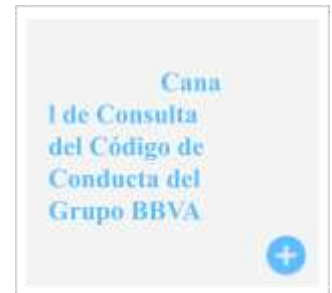 Cana
l de Consulta
del Código de
Conducta del
Grupo BBVA